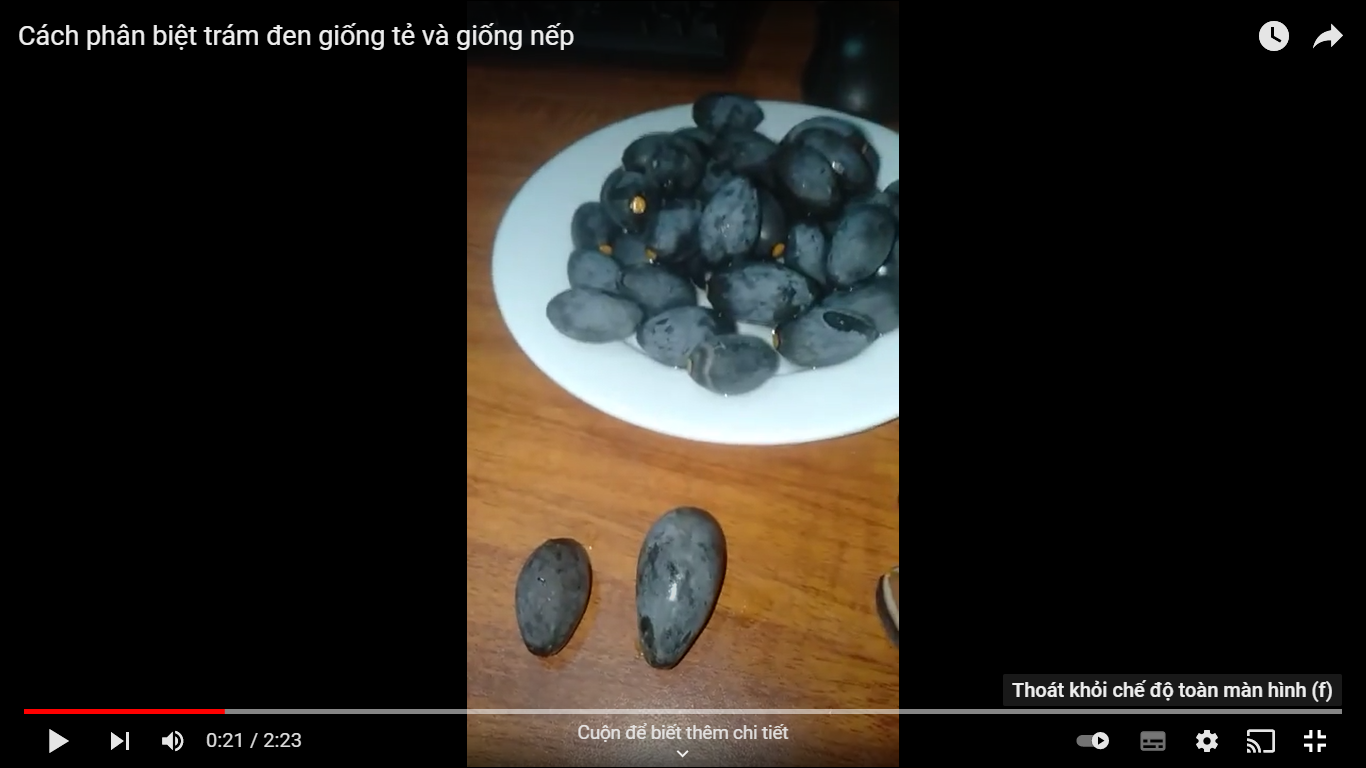 Cách phân biệt trám đen giống tẻ và giống nếp
Thoát khỏi chế độ toàn màn hình (f)
0:21 / 2:23
Cuộn để biết thêm chi tiết